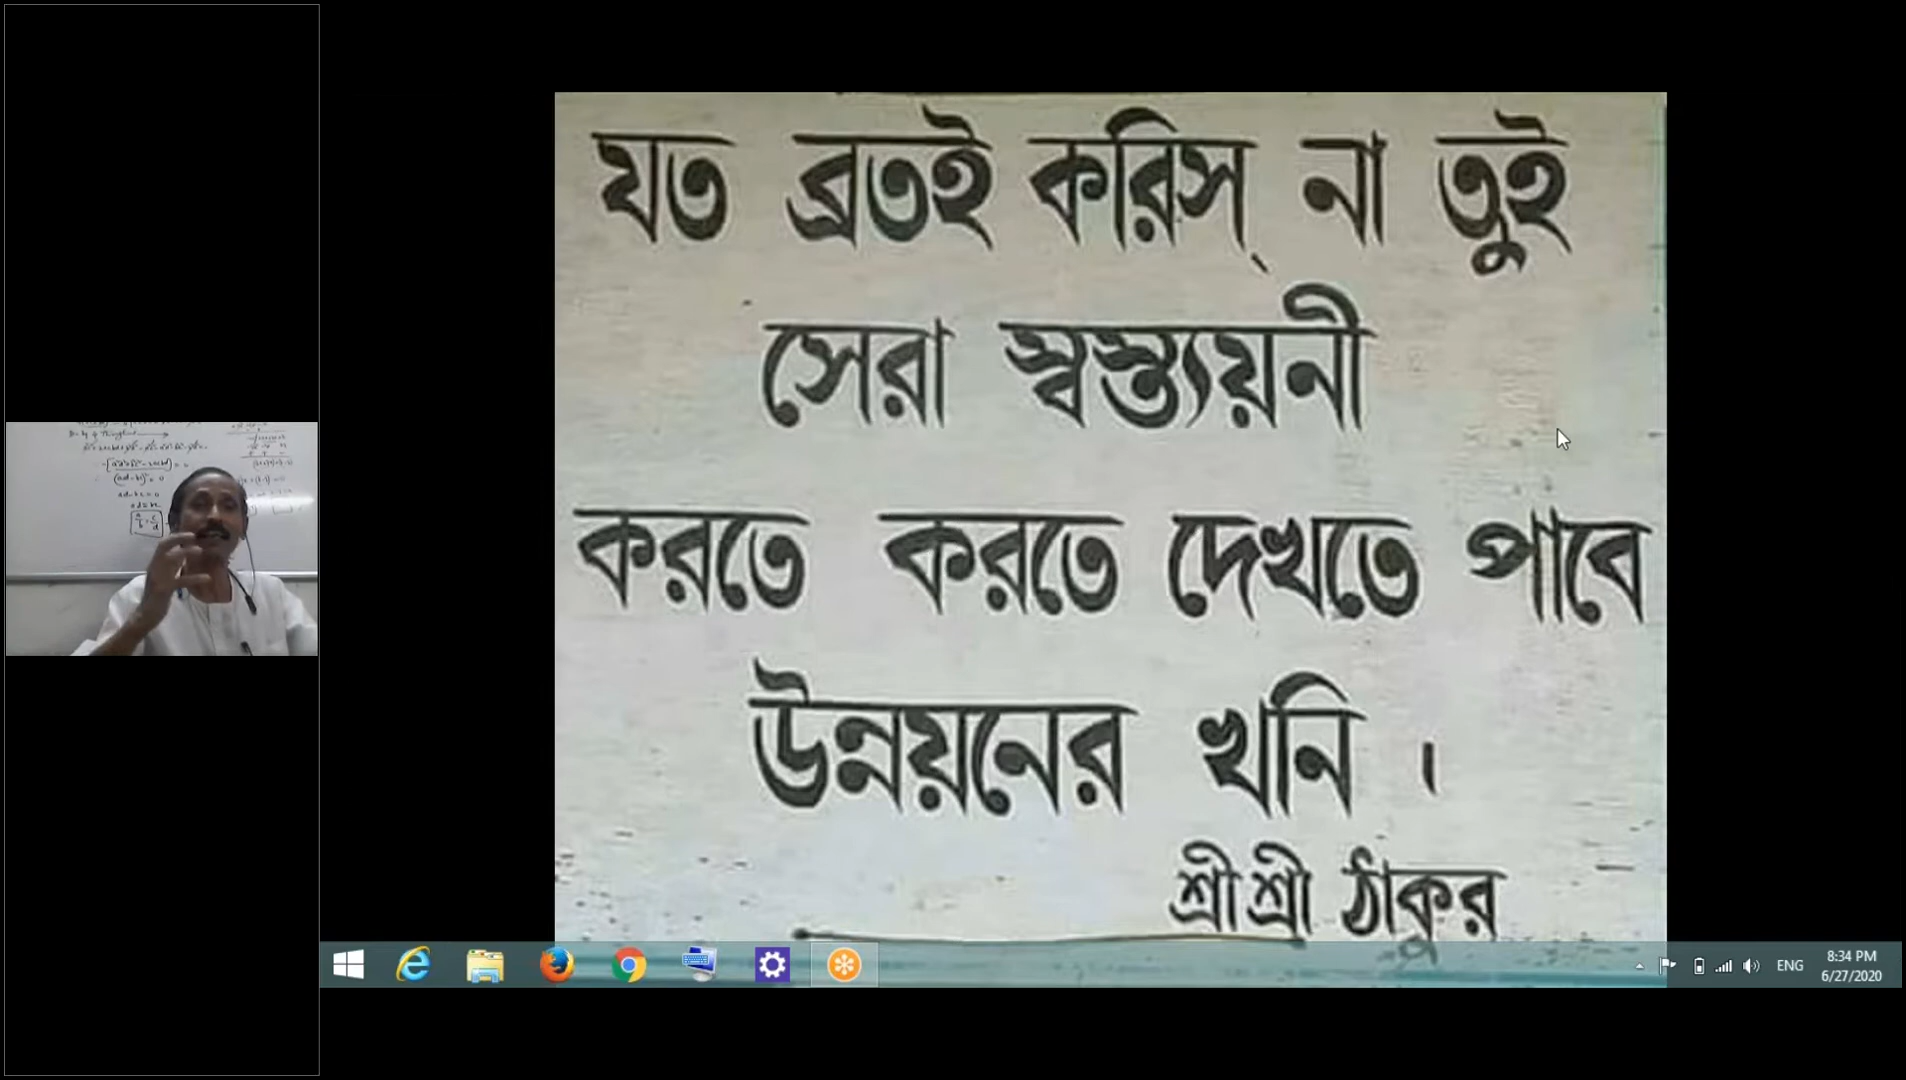 যত ব্রতই করিস্ না তুই
সেরা স্বস্ত্যয়নী
করতে করতে দেখতে পাবে
উন্নয়নের খনি ।
শ্রীশ্রী ঠাকুর
ENG
8:34 PM
6/27/2020